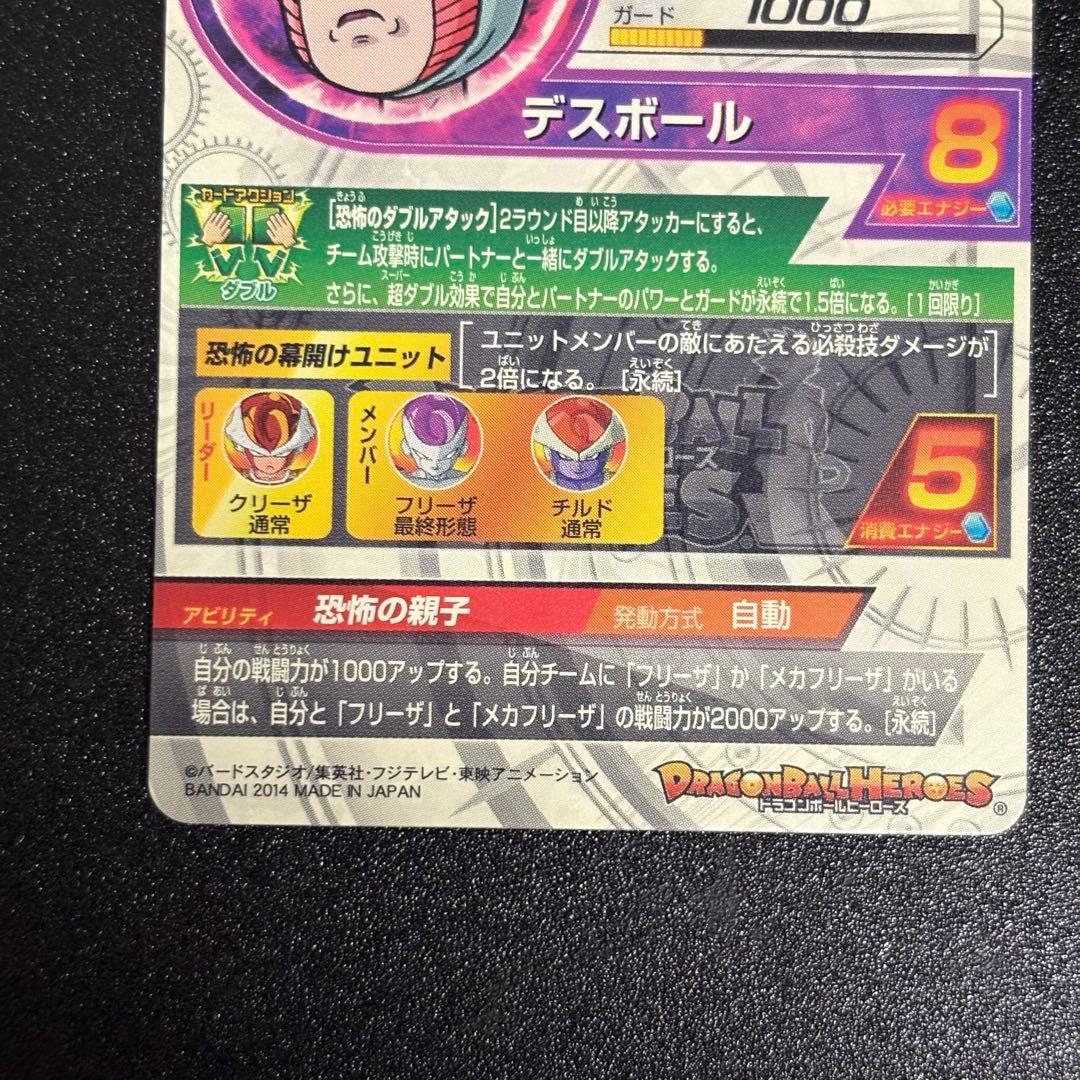 ガード 1000
デスボール
8
必要エナジー
カードアクション
ダブル
[恐怖のダブルアタック]2ラウンド目以降アタッカーにすると、
チーム攻撃時にパートナーと一緒にダブルアタックする。
さらに、超ダブル効果で自分とパートナーのパワーとガードが永続で1.5倍になる。[1回限り]
恐怖の幕開けユニット
ユニットメンバーの敵にあたえる必殺技ダメージが
2倍になる。 [永続]
リーダー
クリーザ
通常
メンバー
フリーザ
最終形態
チルド
通常
5
消費エナジー
アビリティ 恐怖の親子 発動方式 自動
自分の戦闘力が1000アップする。自分チームに「フリーザ」か「メカフリーザ」がいる
場合は、自分と「フリーザ」と「メカフリーザ」の戦闘力が2000アップする。[永続]
©バードスタジオ/集英社・フジテレビ・東映アニメーション
BANDAI 2014 MADE IN JAPAN
DRAGONBALL HEROES
ドラゴンボールヒーローズ ®